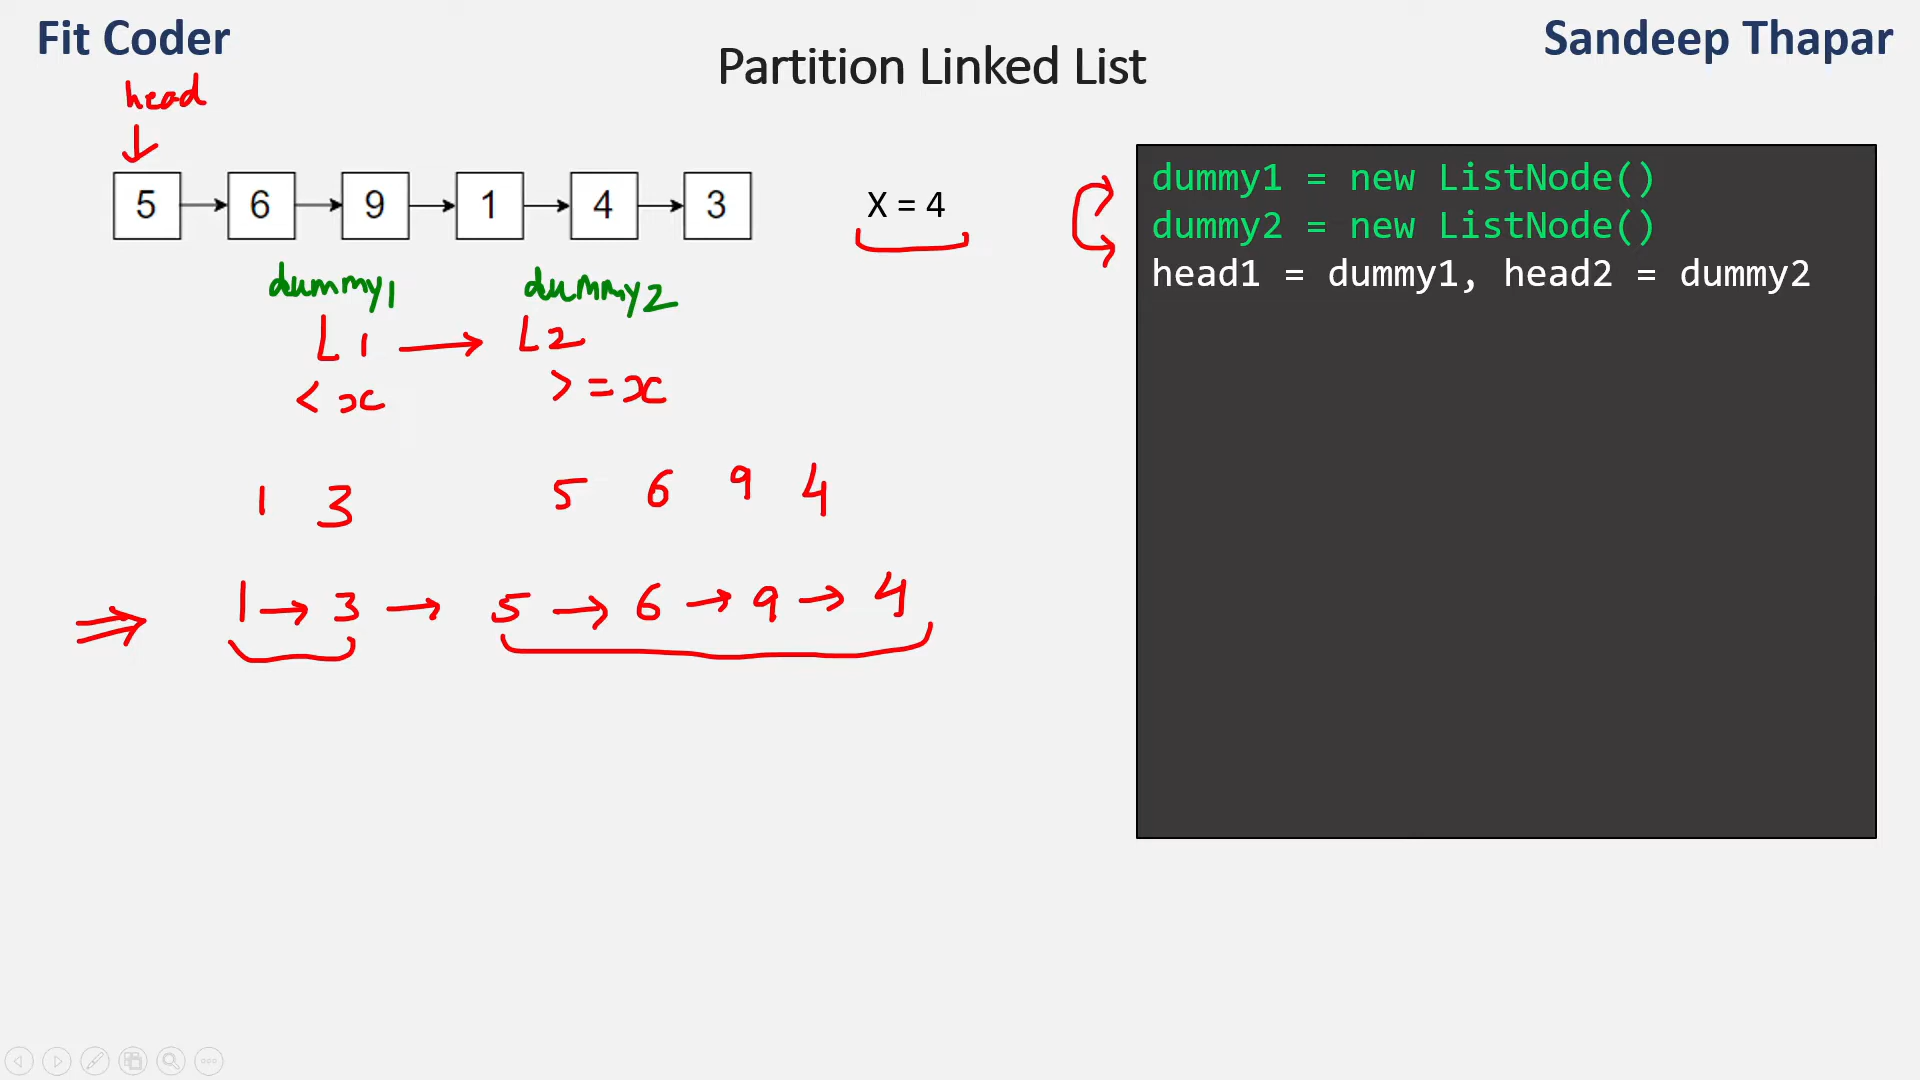 Fit Coder
Sandeep Thapar
Partition Linked List
head
5 6 9 1 4 3
X = 4
dummy1 dummy2
L1 → L2
< x >= x
1 3 5 6 9 4
⇒ 1 → 3 → 5 → 6 → 9 → 4
dummy1 = new ListNode()
dummy2 = new ListNode()
head1 = dummy1, head2 = dummy2